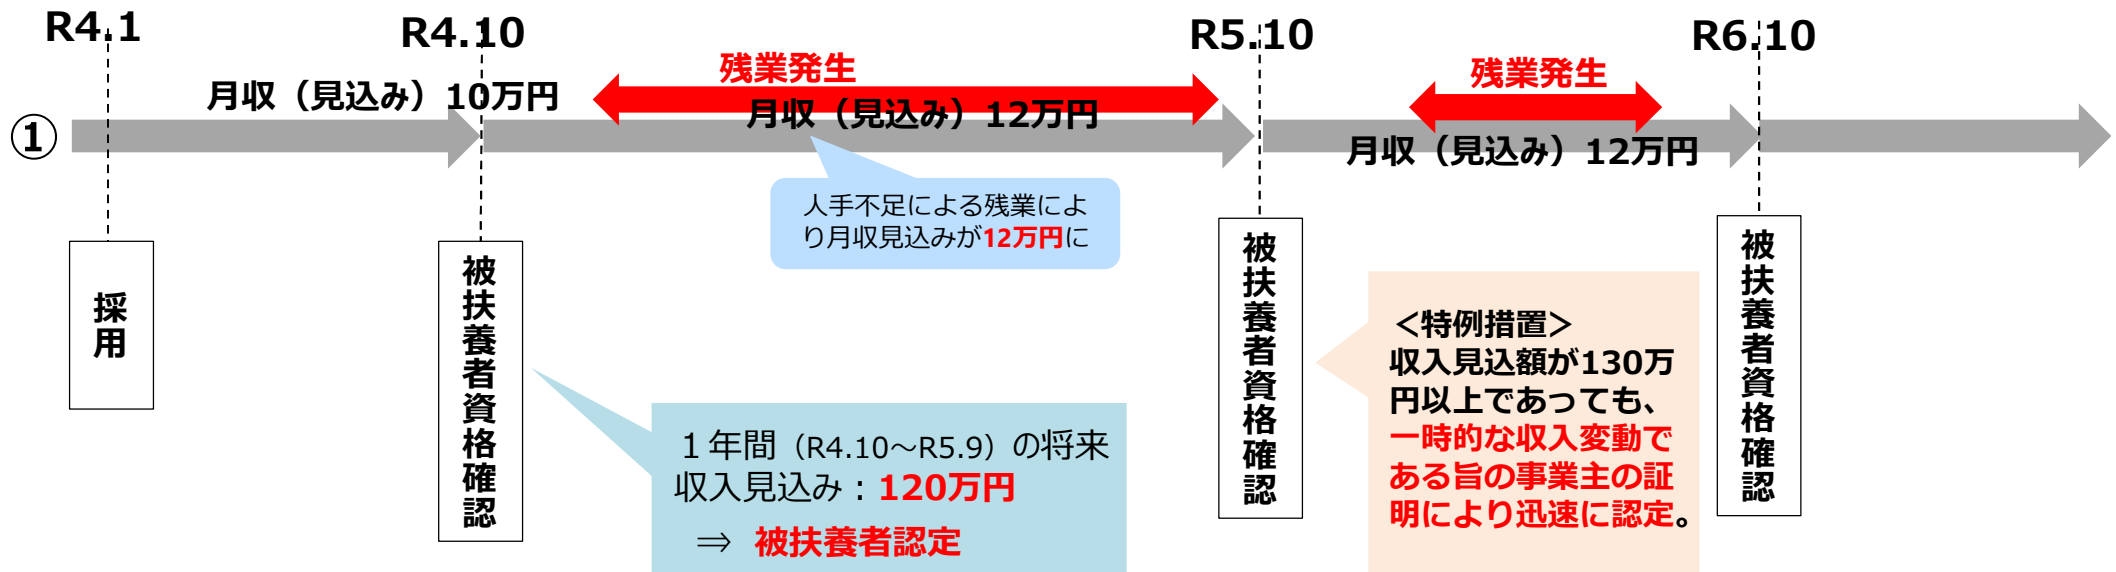 R4.1
R4.10
R5.10
R6.10
残業発生
残業発生
月収（見込み）10万円
月収（見込み）12万円
月収（見込み）12万円
①
人手不足による残業によ
り月収見込みが12万円に
採用
被扶養者資格確認
被扶養者資格確認
被扶養者資格確認
１年間（R4.10～R5.9）の将来
収入見込み：120万円
⇒ 被扶養者認定
＜特例措置＞
収入見込額が130万
円以上であっても、
一時的な収入変動で
ある旨の事業主の証
明により迅速に認定。